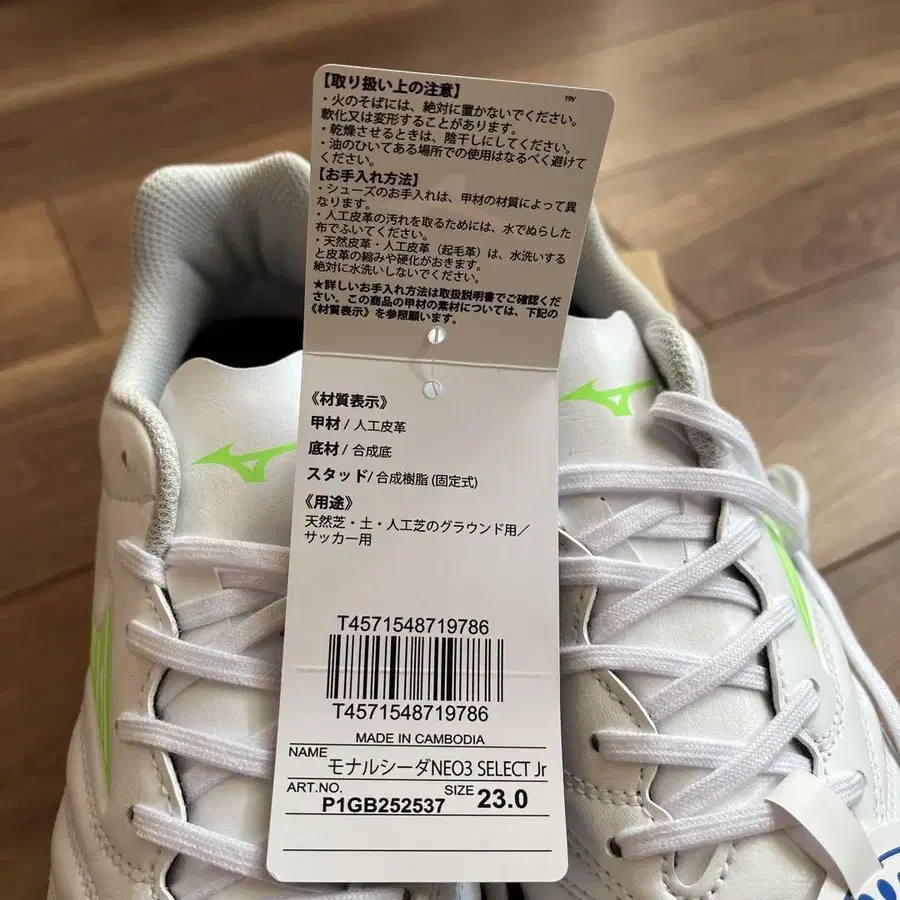 【取り扱い上の注意】
19V
・火のそばには、絶対に置かないでください。
軟化又は変形することがあります。
・乾燥させるときは、陰干しにしてください。
・油のひいてある場所での使用はなるべく避けて
ください。
【お手入れ方法】
・シューズのお手入れは、甲材の材質によって異
なります。
・人工皮革の汚れを取るためには、水でぬらした
布でふいてください。
・天然皮革・人工皮革（起毛革）は、水洗いする
と皮革の縮みや硬化がおきます。
絶対に水洗いしないでください。
★詳しいお手入れ方法は取扱説明書でご確認くだ
さい。この商品の甲材の素材については、下記の
《材質表示》を参照願います。
《材質表示》
甲材 / 人工皮革
底材 / 合成底
スタッド/ 合成樹脂 (固定式)
《用途》
天然芝・土・人工芝のグラウンド用／
サッカー用
T4571548719786
T4571548719786
MADE IN CAMBODIA
NAME モナルシーダNEO3 SELECT Jr
ART.NO. P1GB252537 SIZE 23.0